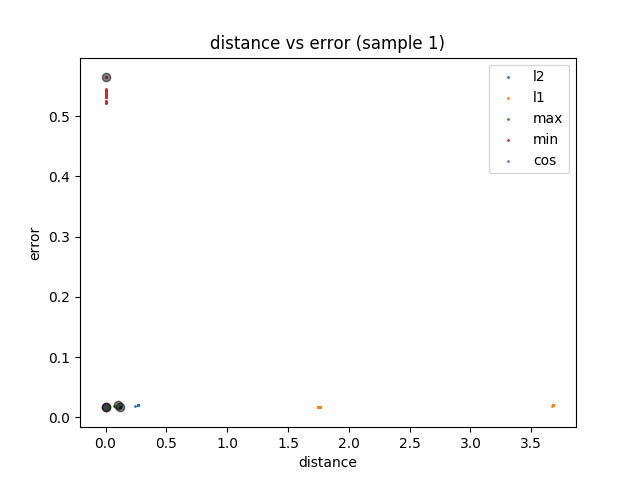 distance vs error (sample 1)
l2
l1
max
min
cos
error
0.5
0.4
0.3
0.2
0.1
0.0
0.0 0.5 1.0 1.5 2.0 2.5 3.0 3.5
distance